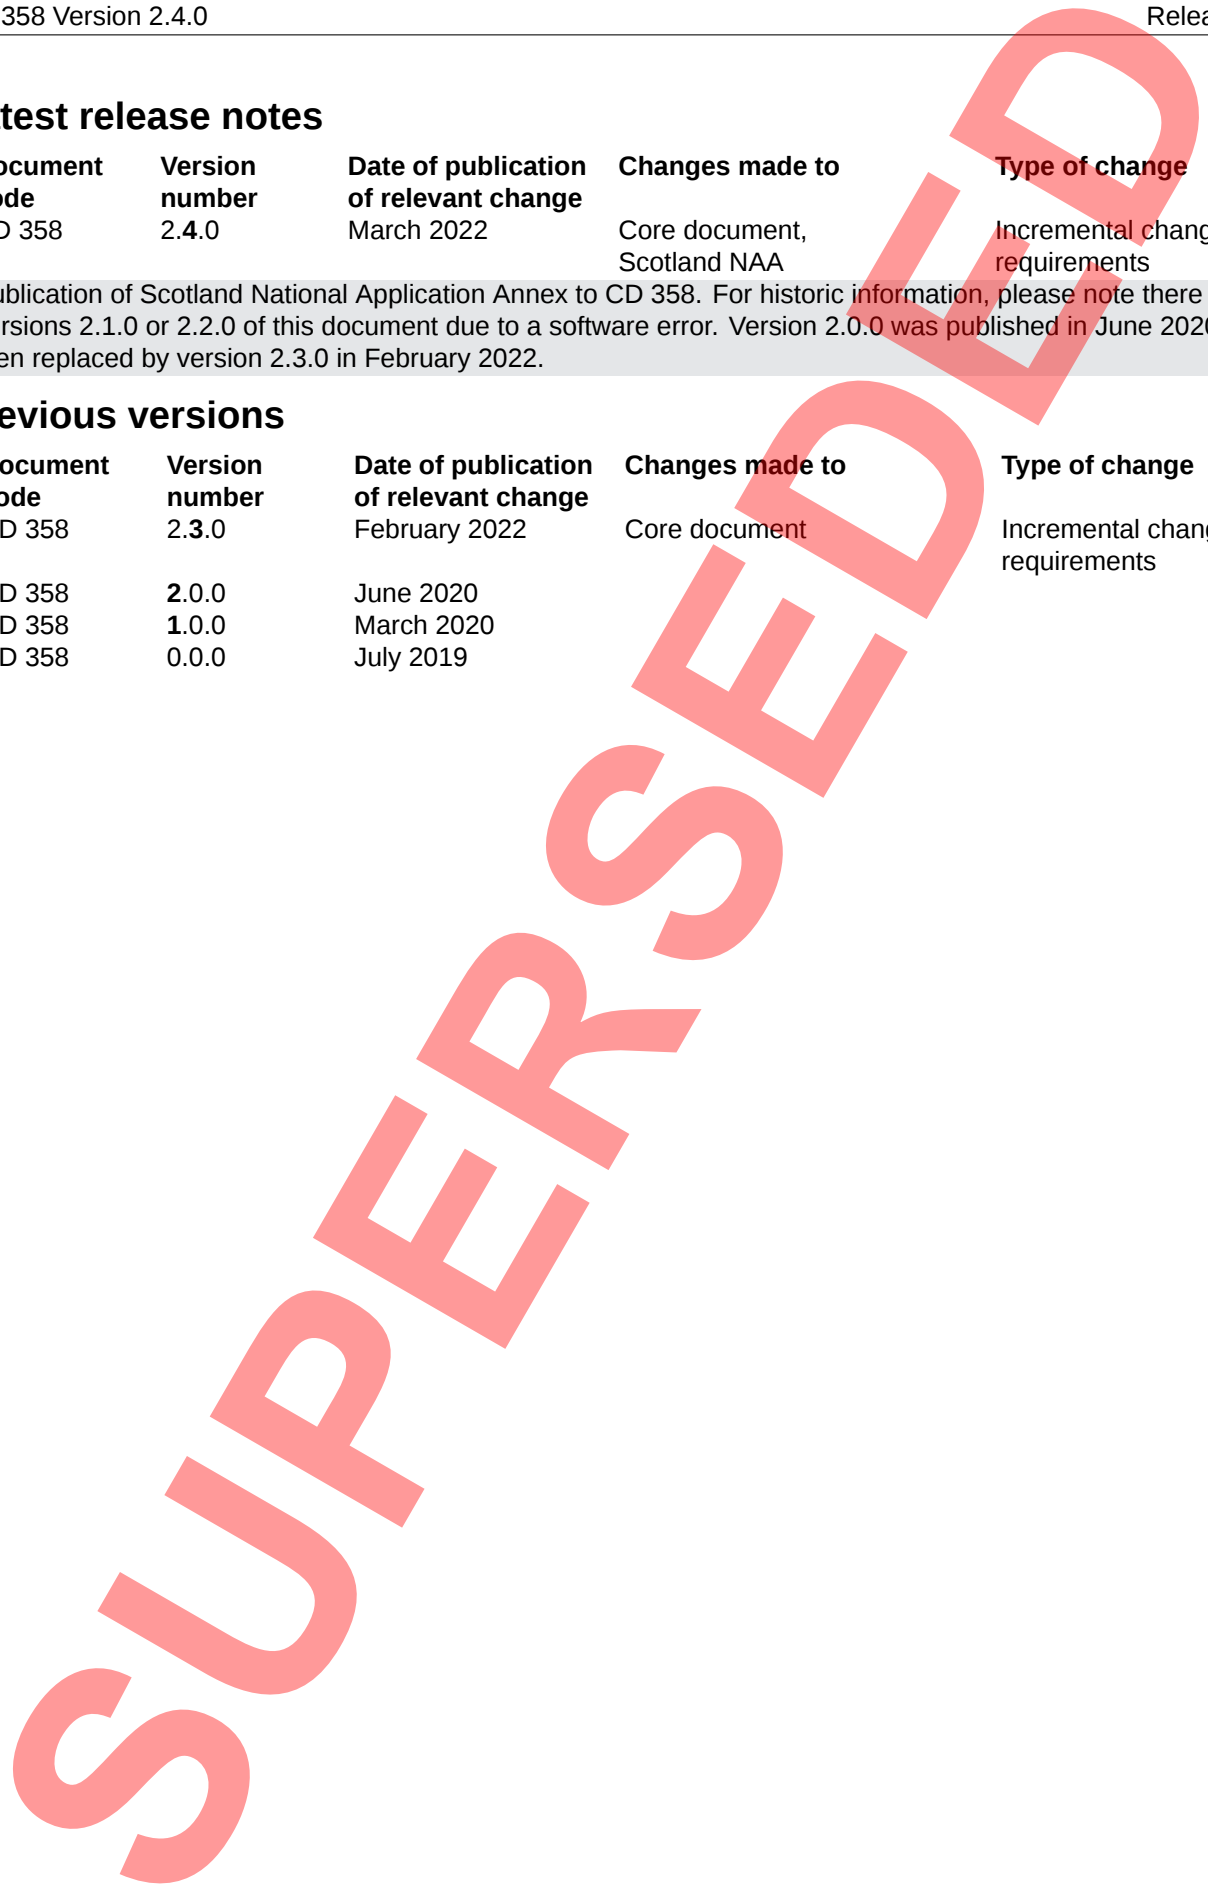 358 Version 2.4.0 Relea
test release notes
ocument Version Date of publication Changes made to Type of change
ode number of relevant change
D 358 2.4.0 March 2022 Core document, Incremental chang
Scotland NAA requirements
ublication of Scotland National Application Annex to CD 358. For historic information, please note there
rsions 2.1.0 or 2.2.0 of this document due to a software error. Version 2.0.0 was published in June 2020
en replaced by version 2.3.0 in February 2022.
evious versions
ocument Version Date of publication Changes made to Type of change
ode number of relevant change
D 358 2.3.0 February 2022 Core document Incremental chang
requirements
D 358 2.0.0 June 2020
D 358 1.0.0 March 2020
D 358 0.0.0 July 2019
SUPERSEDED